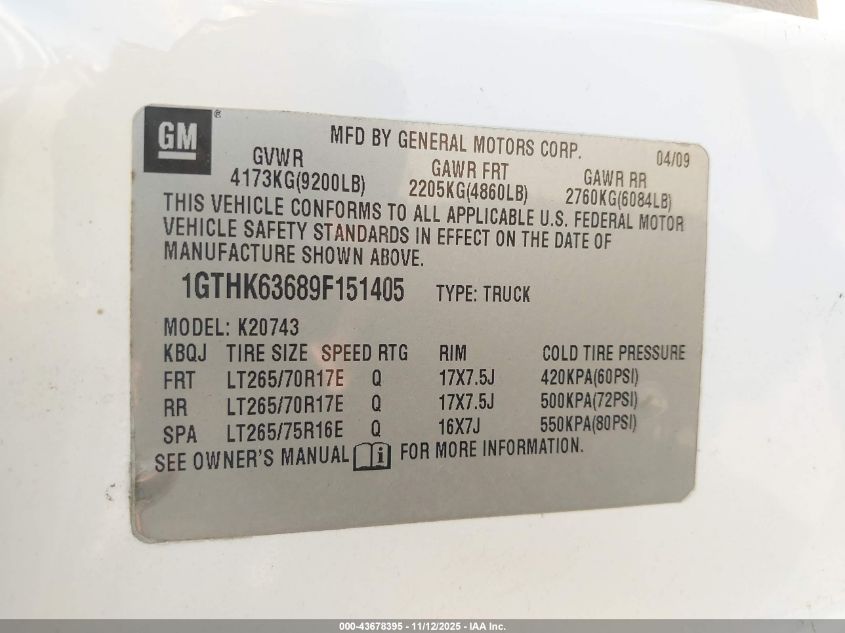 GM®
MFD BY GENERAL MOTORS CORP. 04/09
GVWR GAWR FRT GAWR RR
4173KG(9200LB) 2205KG(4860LB) 2760KG(6084LB)
THIS VEHICLE CONFORMS TO ALL APPLICABLE U.S. FEDERAL MOTOR
VEHICLE SAFETY STANDARDS IN EFFECT ON THE DATE OF
MANUFACTURE SHOWN ABOVE.
1GTHK63689F151405 TYPE: TRUCK
MODEL: K20743
KBQJ TIRE SIZE SPEED RTG RIM COLD TIRE PRESSURE
FRT LT265/70R17E Q 17X7.5J 420KPA(60PSI)
RR LT265/70R17E Q 17X7.5J 500KPA(72PSI)
SPA LT265/75R16E Q 16X7J 550KPA(80PSI)
SEE OWNER'S MANUAL FOR MORE INFORMATION.
000-43678395 - 11/12/2025 - IAA Inc.